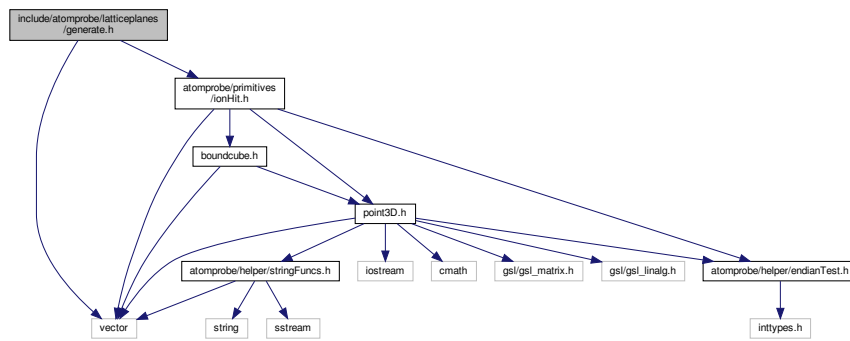 include/atomprobe/latticeplanes
/generate.h
atomprobe/primitives
/ionHit.h
boundcube.h
point3D.h
atomprobe/helper/stringFuncs.h
iostream
cmath
gsl/gsl_matrix.h
gsl/gsl_linalg.h
atomprobe/helper/endianTest.h
vector
string
sstream
inttypes.h